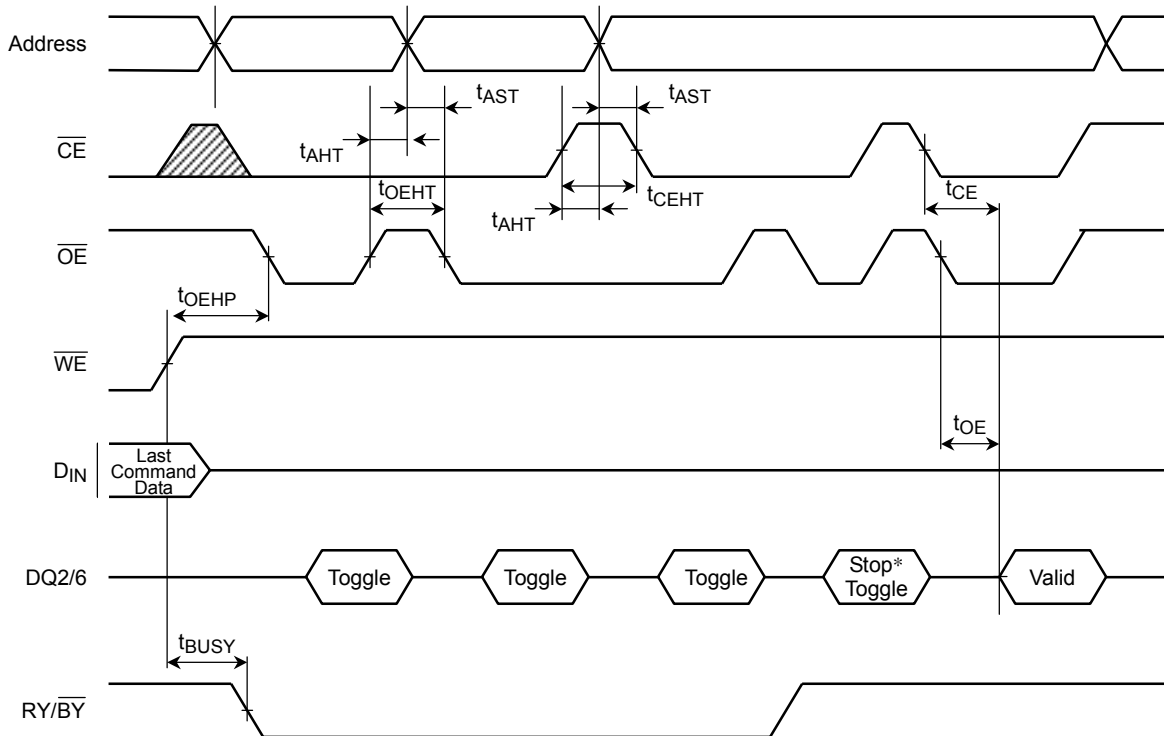 Address
tAST
tAST
CE
tAHT
tCE
tOEHT
tCEHT
tAHT
OE
tOEHP
WE
tOE
DIN
Last
Command
Data
DQ2/6
Toggle
Toggle
Toggle
Stop*
Toggle
Valid
tBUSY
RY/BY